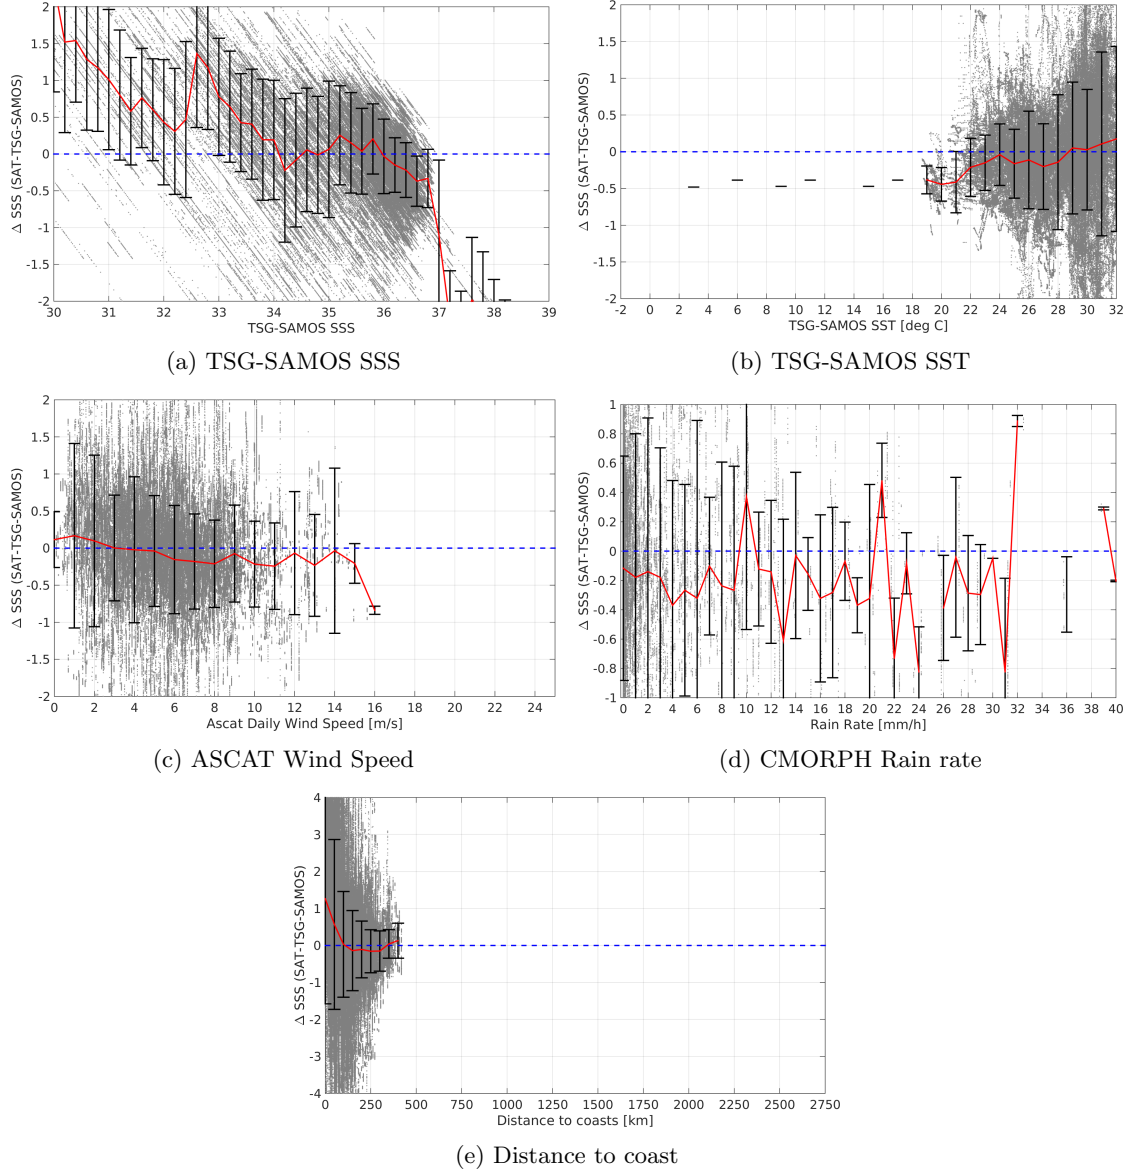 2
1.5
1
0.5
0
-0.5
-1
-1.5
-2
Δ SSS (SAT-TSG-SAMOS)
30 31 32 33 34 35 36 37 38 39
TSG-SAMOS SSS
(a) TSG-SAMOS SSS
2
1.5
1
0.5
0
-0.5
-1
-1.5
-2
Δ SSS (SAT-TSG-SAMOS)
-2 0 2 4 6 8 10 12 14 16 18 20 22 24 26 28 30 32
TSG-SAMOS SST [deg C]
(b) TSG-SAMOS SST
2
1.5
1
0.5
0
-0.5
-1
-1.5
-2
Δ SSS (SAT-TSG-SAMOS)
0 2 4 6 8 10 12 14 16 18 20 22 24
Ascat Daily Wind Speed [m/s]
(c) ASCAT Wind Speed
1
0.8
0.6
0.4
0.2
0
-0.2
-0.4
-0.6
-0.8
-1
Δ SSS (SAT-TSG-SAMOS)
0 2 4 6 8 10 12 14 16 18 20 22 24 26 28 30 32 34 36 38 40
Rain Rate [mm/h]
(d) CMORPH Rain rate
4
3
2
1
0
-1
-2
-3
-4
Δ SSS (SAT-TSG-SAMOS)
0 250 500 750 1000 1250 1500 1750 2000 2250 2500 2750
Distance to coasts [km]
(e) Distance to coast